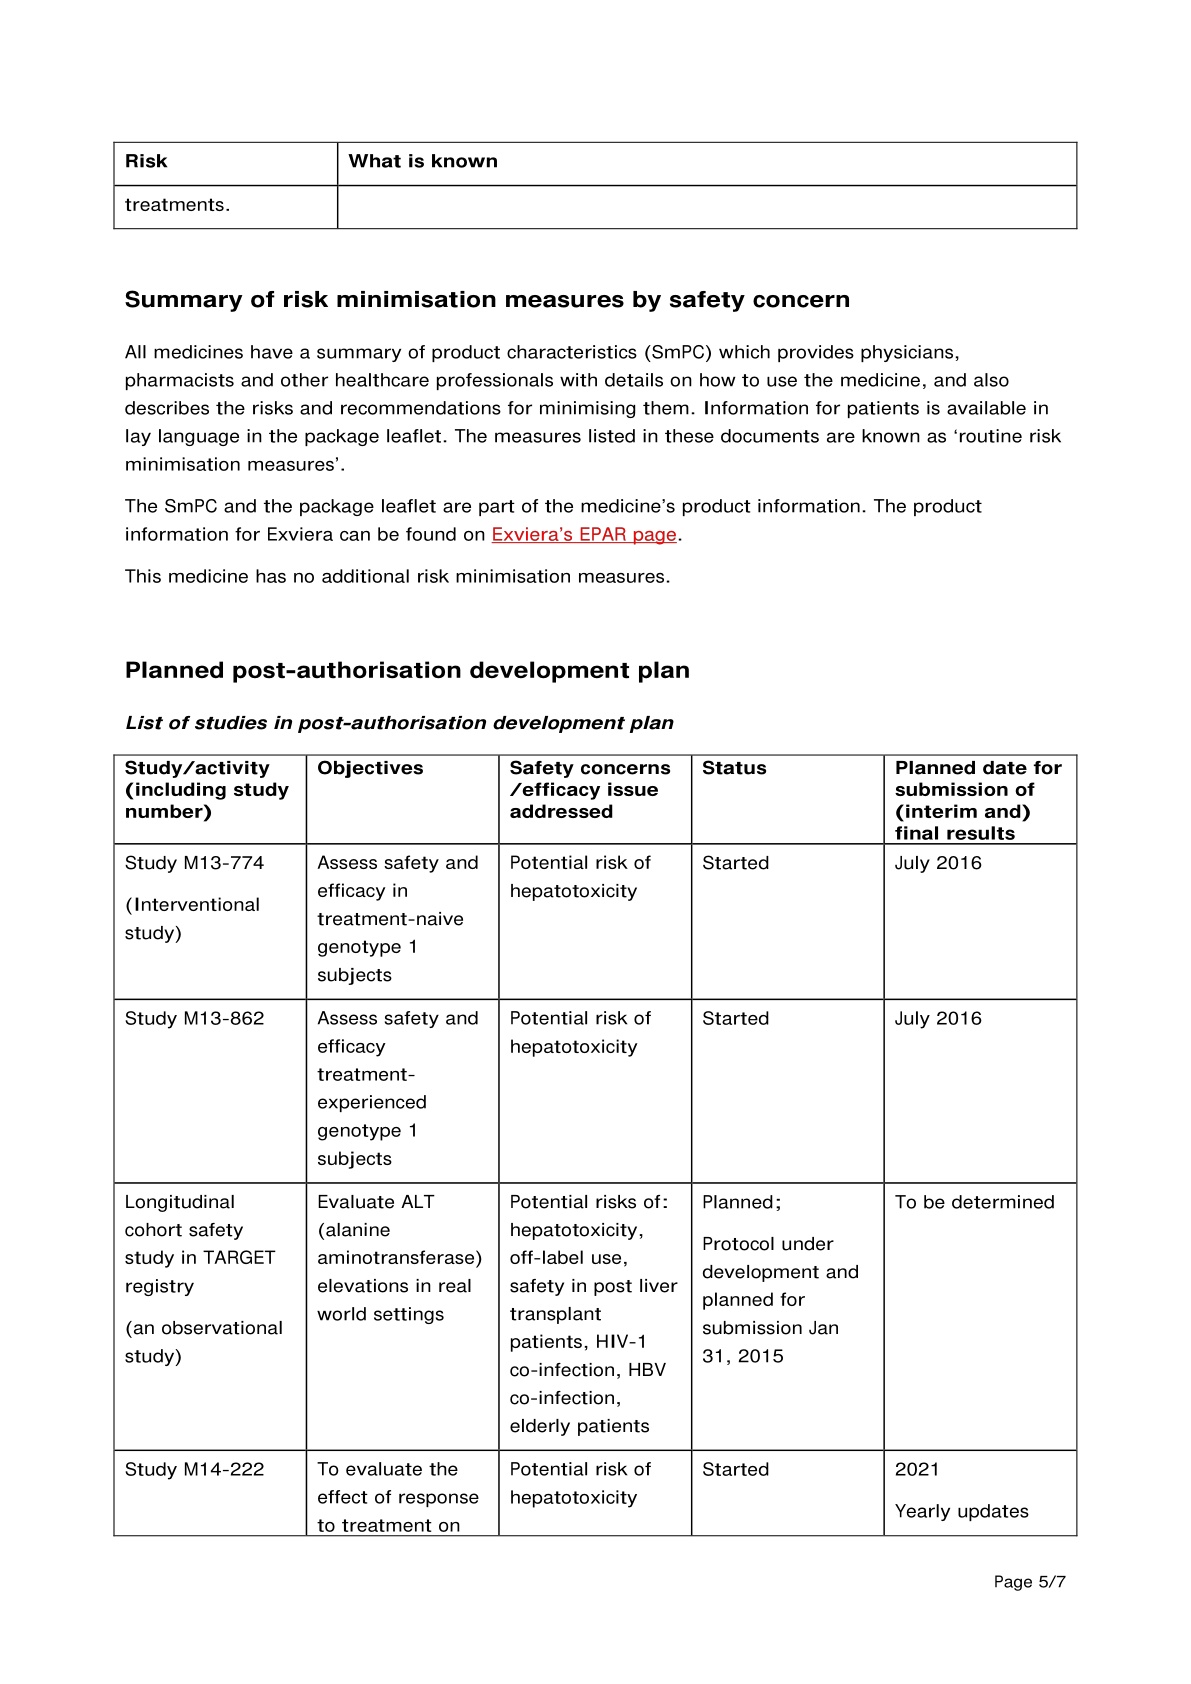 Risk
What is known
treatments.
Summary of risk minimisation measures by safety concern
All medicines have a summary of product characteristics (SmPC) which provides physicians,
pharmacists and other healthcare professionals with details on how to use the medicine, and also
describes the risks and recommendations for minimising them. Information for patients is available in
lay language in the package leaflet. The measures listed in these documents are known as ‘routine risk
minimisation measures’.
The SmPC and the package leaflet are part of the medicine’s product information. The product
information for Exviera can be found on Exviera’s EPAR page.
This medicine has no additional risk minimisation measures.
Planned post-authorisation development plan
List of studies in post-authorisation development plan
Study/activity
(including study
number)
Objectives
Safety concerns
/efficacy issue
addressed
Status
Planned date for
submission of
(interim and)
final results
Study M13-774
(Interventional
study)
Assess safety and
efficacy in
treatment-naive
genotype 1
subjects
Potential risk of
hepatotoxicity
Started
July 2016
Study M13-862
Assess safety and
efficacy
treatment-
experienced
genotype 1
subjects
Potential risk of
hepatotoxicity
Started
July 2016
Longitudinal
cohort safety
study in TARGET
registry
(an observational
study)
Evaluate ALT
(alanine
aminotransferase)
elevations in real
world settings
Potential risks of:
hepatotoxicity,
off-label use,
safety in post liver
transplant
patients, HIV-1
co-infection, HBV
co-infection,
elderly patients
Planned;
Protocol under
development and
planned for
submission Jan
31, 2015
To be determined
Study M14-222
To evaluate the
effect of response
to treatment on
Potential risk of
hepatotoxicity
Started
2021
Yearly updates
Page 5/7